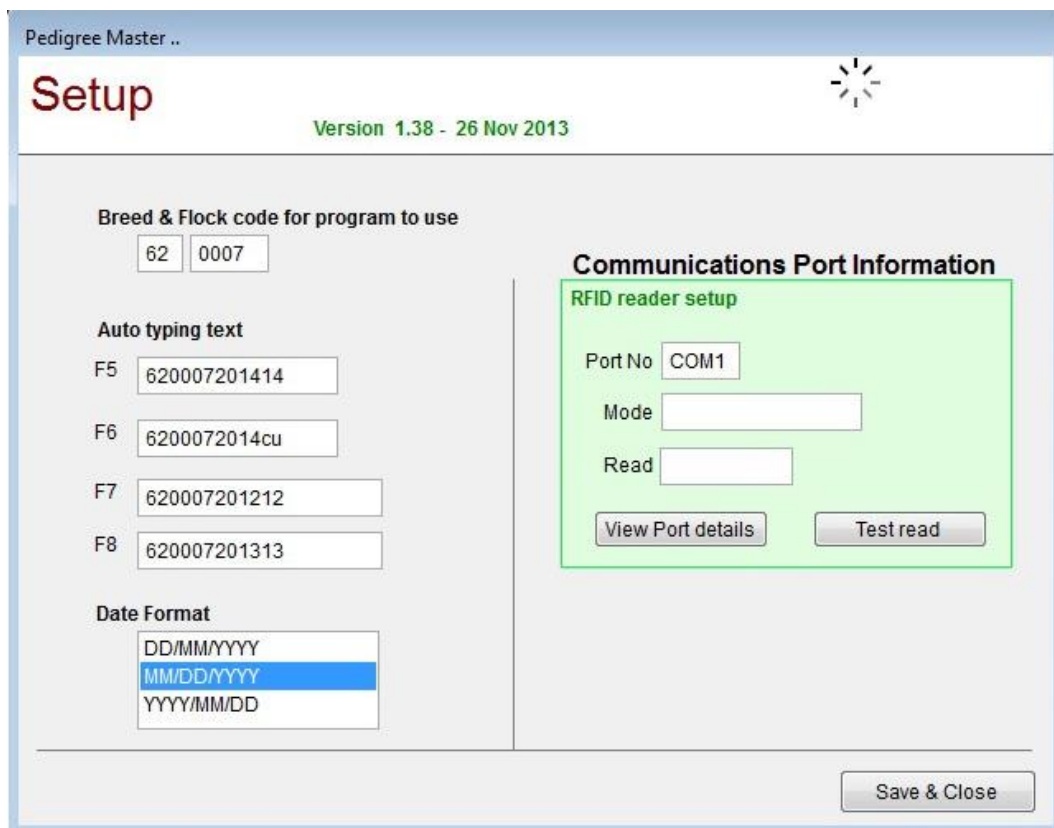 Pedigree Master ..
Setup
Version 1.38 - 26 Nov 2013
Breed & Flock code for program to use
62 0007
Auto typing text
F5 620007201414
F6 6200072014cu
F7 620007201212
F8 620007201313
Date Format
DD/MM/YYYY
MM/DD/YYYY
YYYY/MM/DD
Communications Port Information
RFID reader setup
Port No COM1
Mode
Read
View Port details Test read
Save & Close